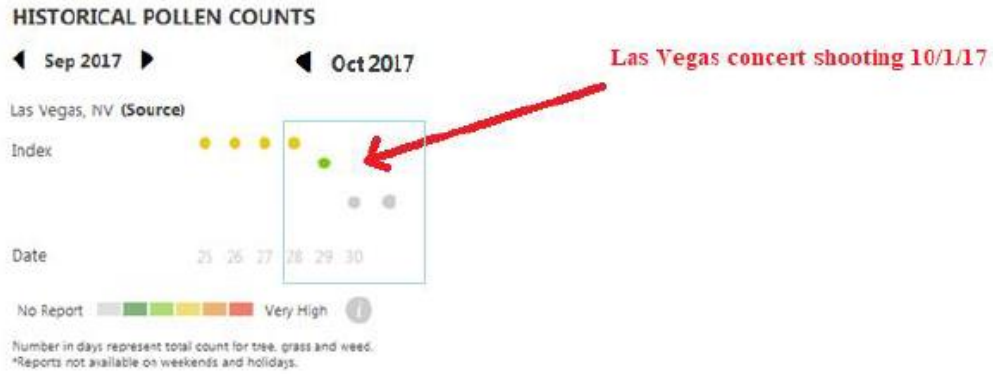 HISTORICAL POLLEN COUNTS
Sep 2017 Oct 2017
Las Vegas concert shooting 10/1/17
Las Vegas, NV (Source)
Index
Date 25 26 27 28 29 30
No Report Very High i
Number in days represent total count for tree, grass and weed.
*Reports not available on weekends and holidays.